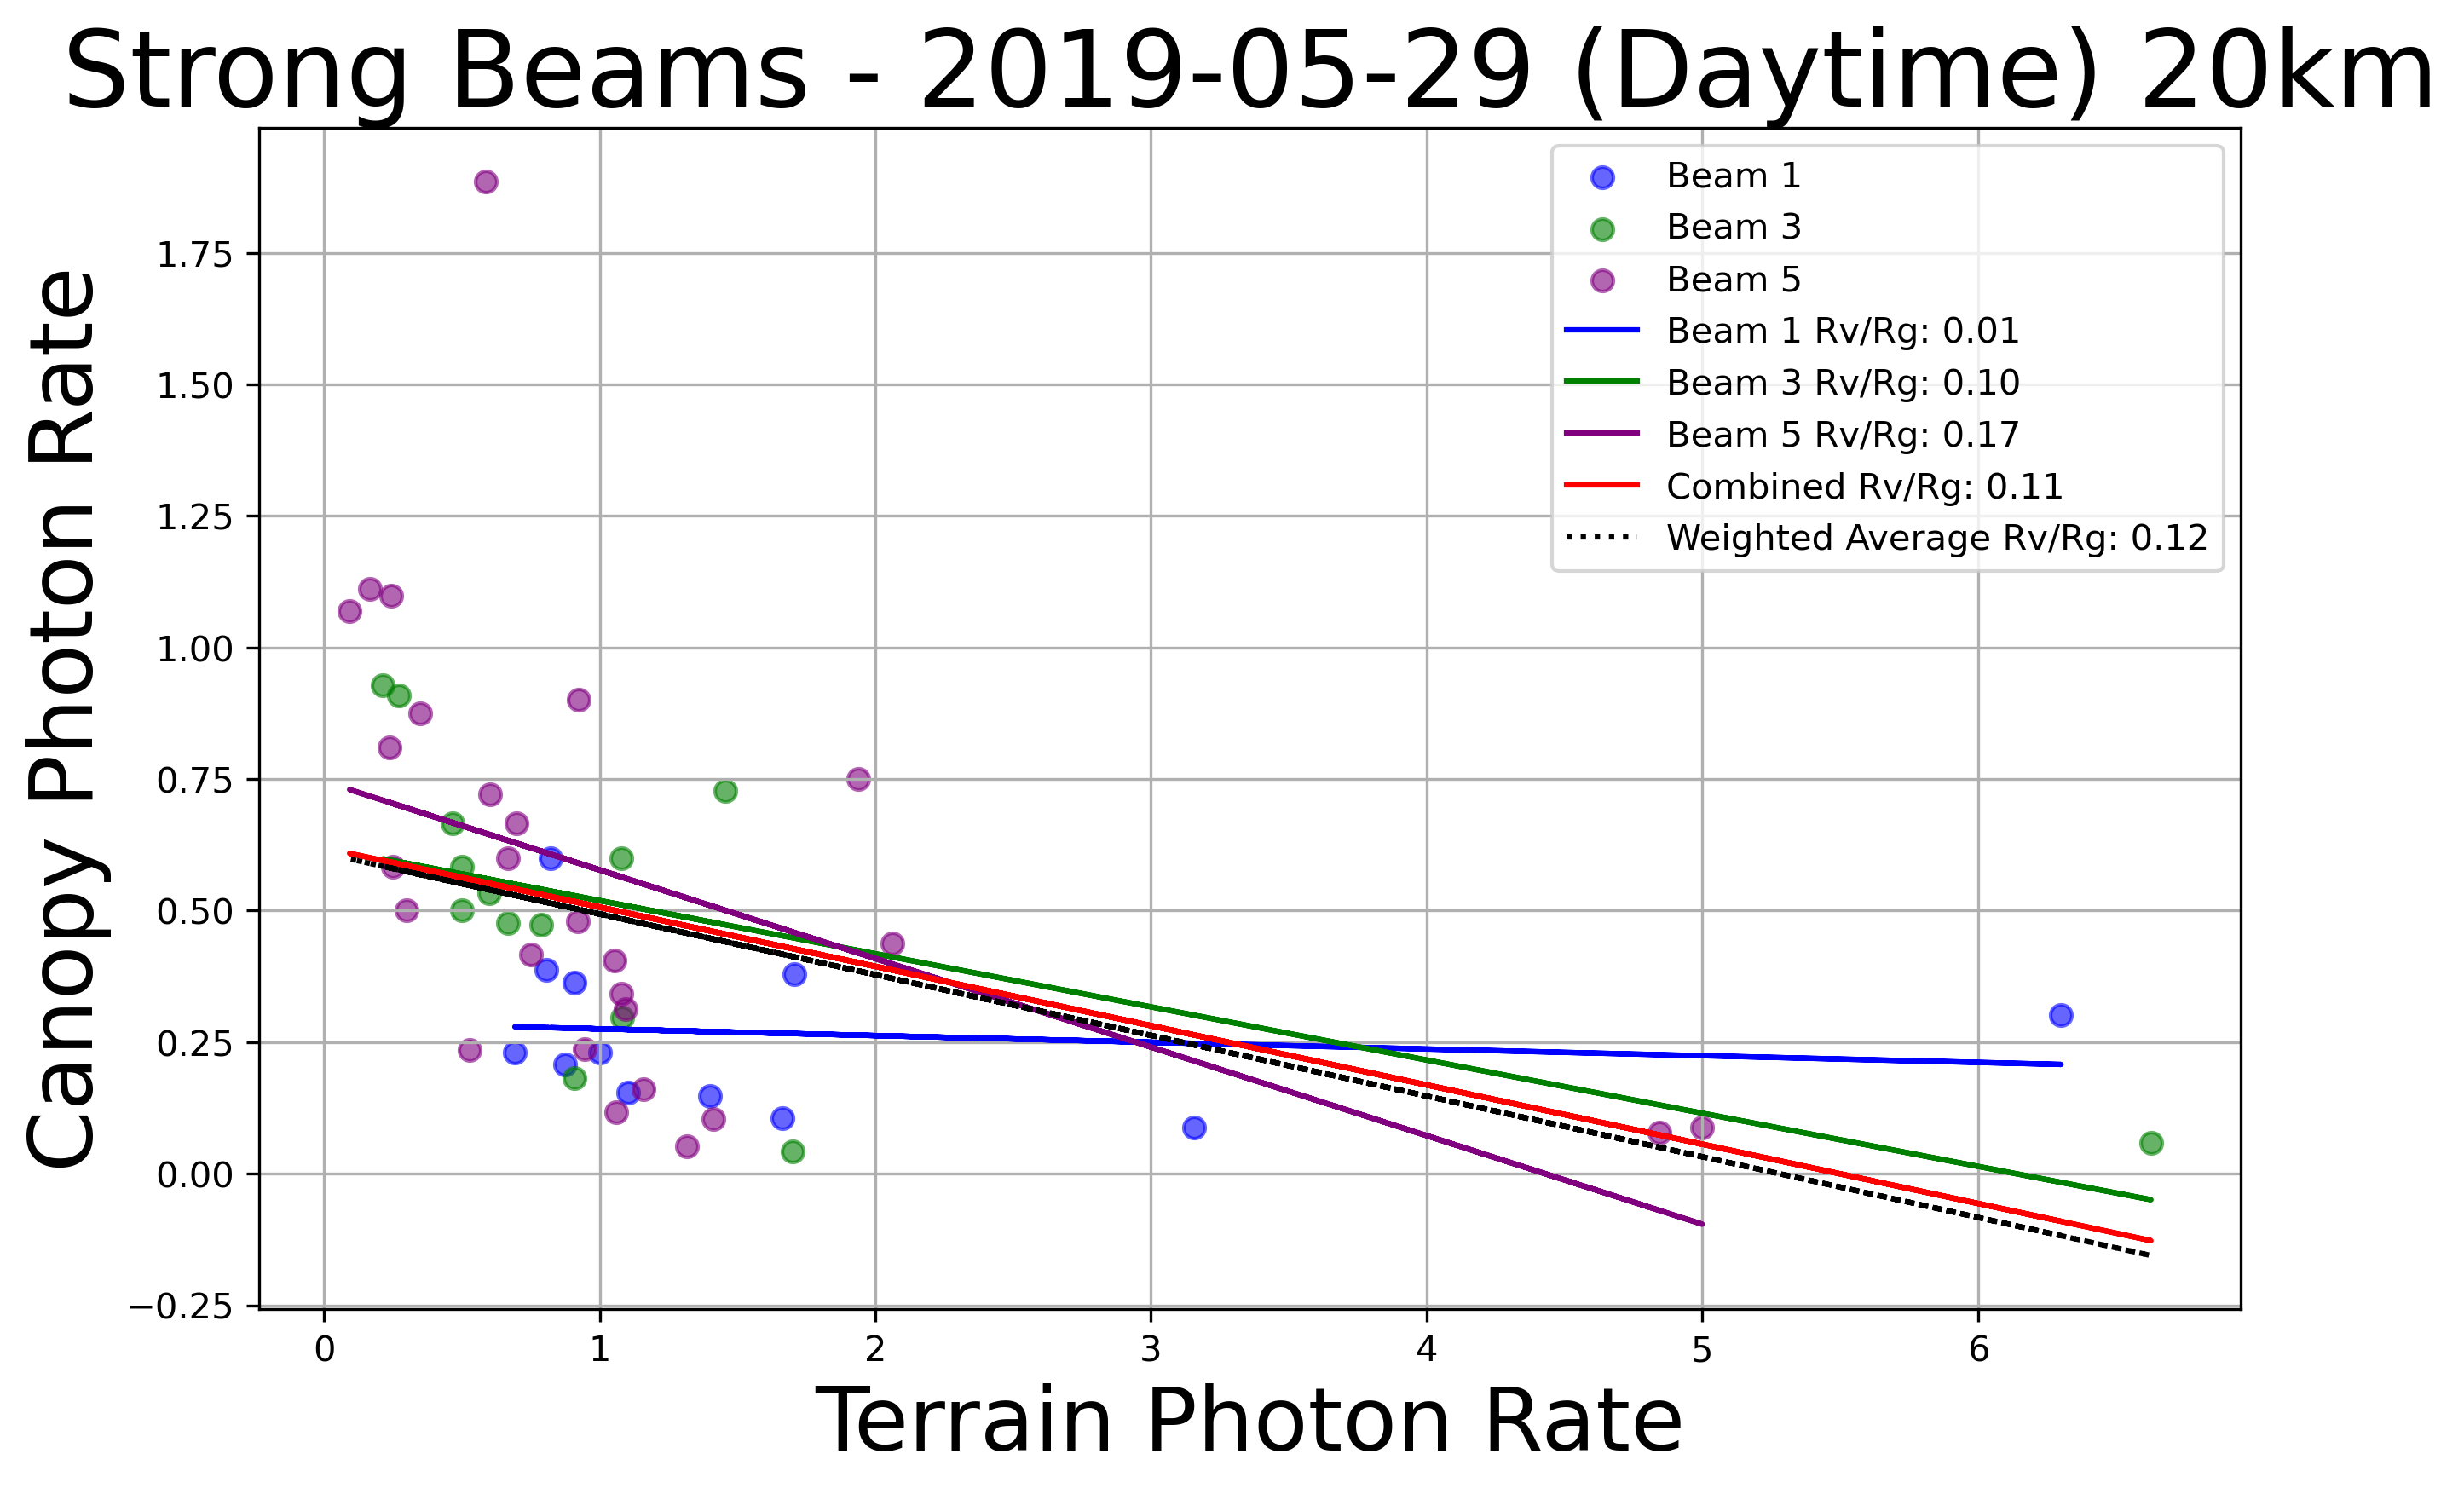 Strong Beams - 2019-05-29 (Daytime) 20km
Canopy Photon Rate
1.75
1.50
1.25
1.00
0.75
0.50
0.25
0.00
−0.25
Beam 1
Beam 3
Beam 5
Beam 1 Rv/Rg: 0.01
Beam 3 Rv/Rg: 0.10
Beam 5 Rv/Rg: 0.17
Combined Rv/Rg: 0.11
Weighted Average Rv/Rg: 0.12
0 1 2 3 4 5 6
Terrain Photon Rate